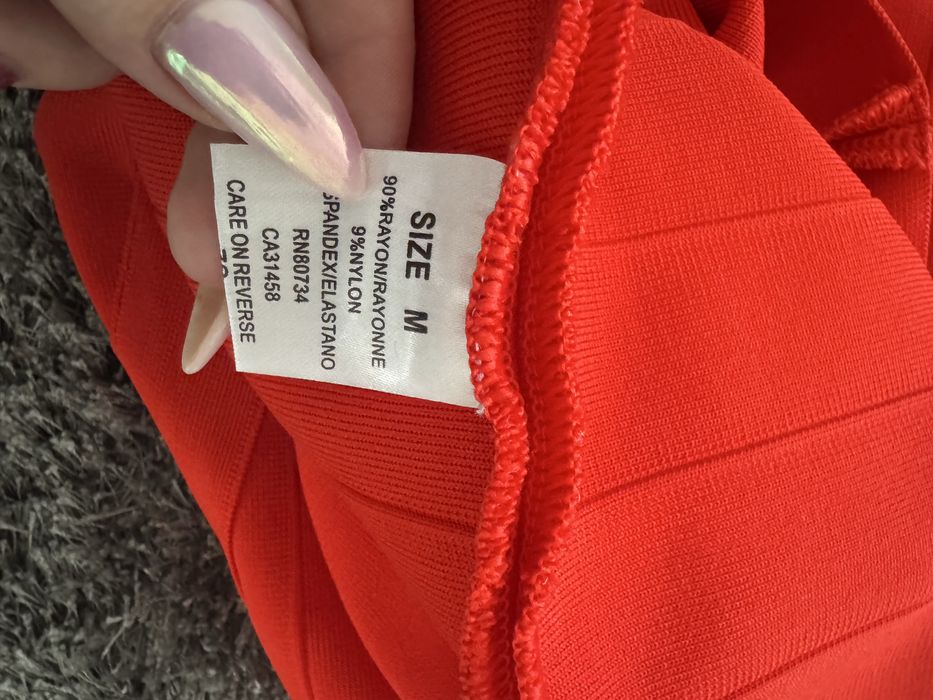 SIZE M
90%RAYON/RAYONNE
9%NYLON
SPANDEX/ELASTANO
RN80734
CA31458
CARE ON REVERSE